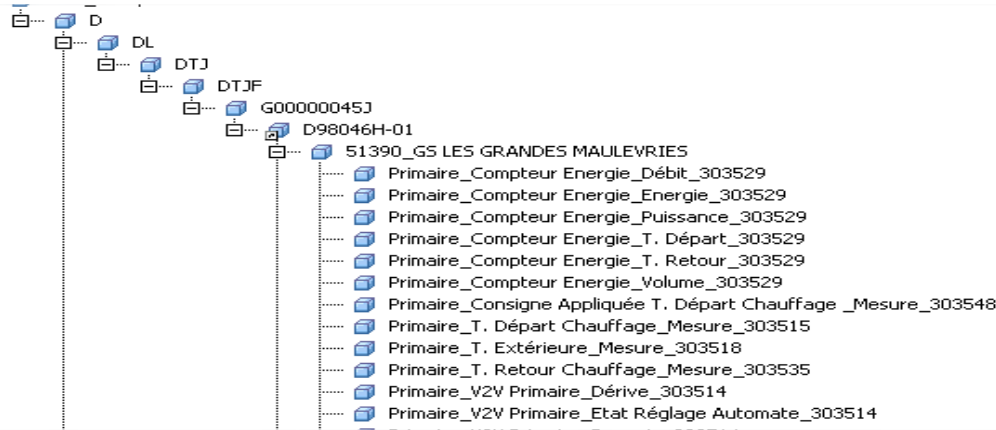 D
DL
DTJ
DTJF
G00000045J
D98046H-01
51390_GS LES GRANDES MAULEVRIES
Primaire_Compteur Energie_Débit_303529
Primaire_Compteur Energie_Energie_303529
Primaire_Compteur Energie_Puissance_303529
Primaire_Compteur Energie_T. Départ_303529
Primaire_Compteur Energie_T. Retour_303529
Primaire_Compteur Energie_Volume_303529
Primaire_Consigne Appliquée T. Départ Chauffage _Mesure_303548
Primaire_T. Départ Chauffage_Mesure_303515
Primaire_T. Extérieure_Mesure_303518
Primaire_T. Retour Chauffage_Mesure_303535
Primaire_V2V Primaire_Dérive_303514
Primaire_V2V Primaire_Etat Réglage Automate_303514